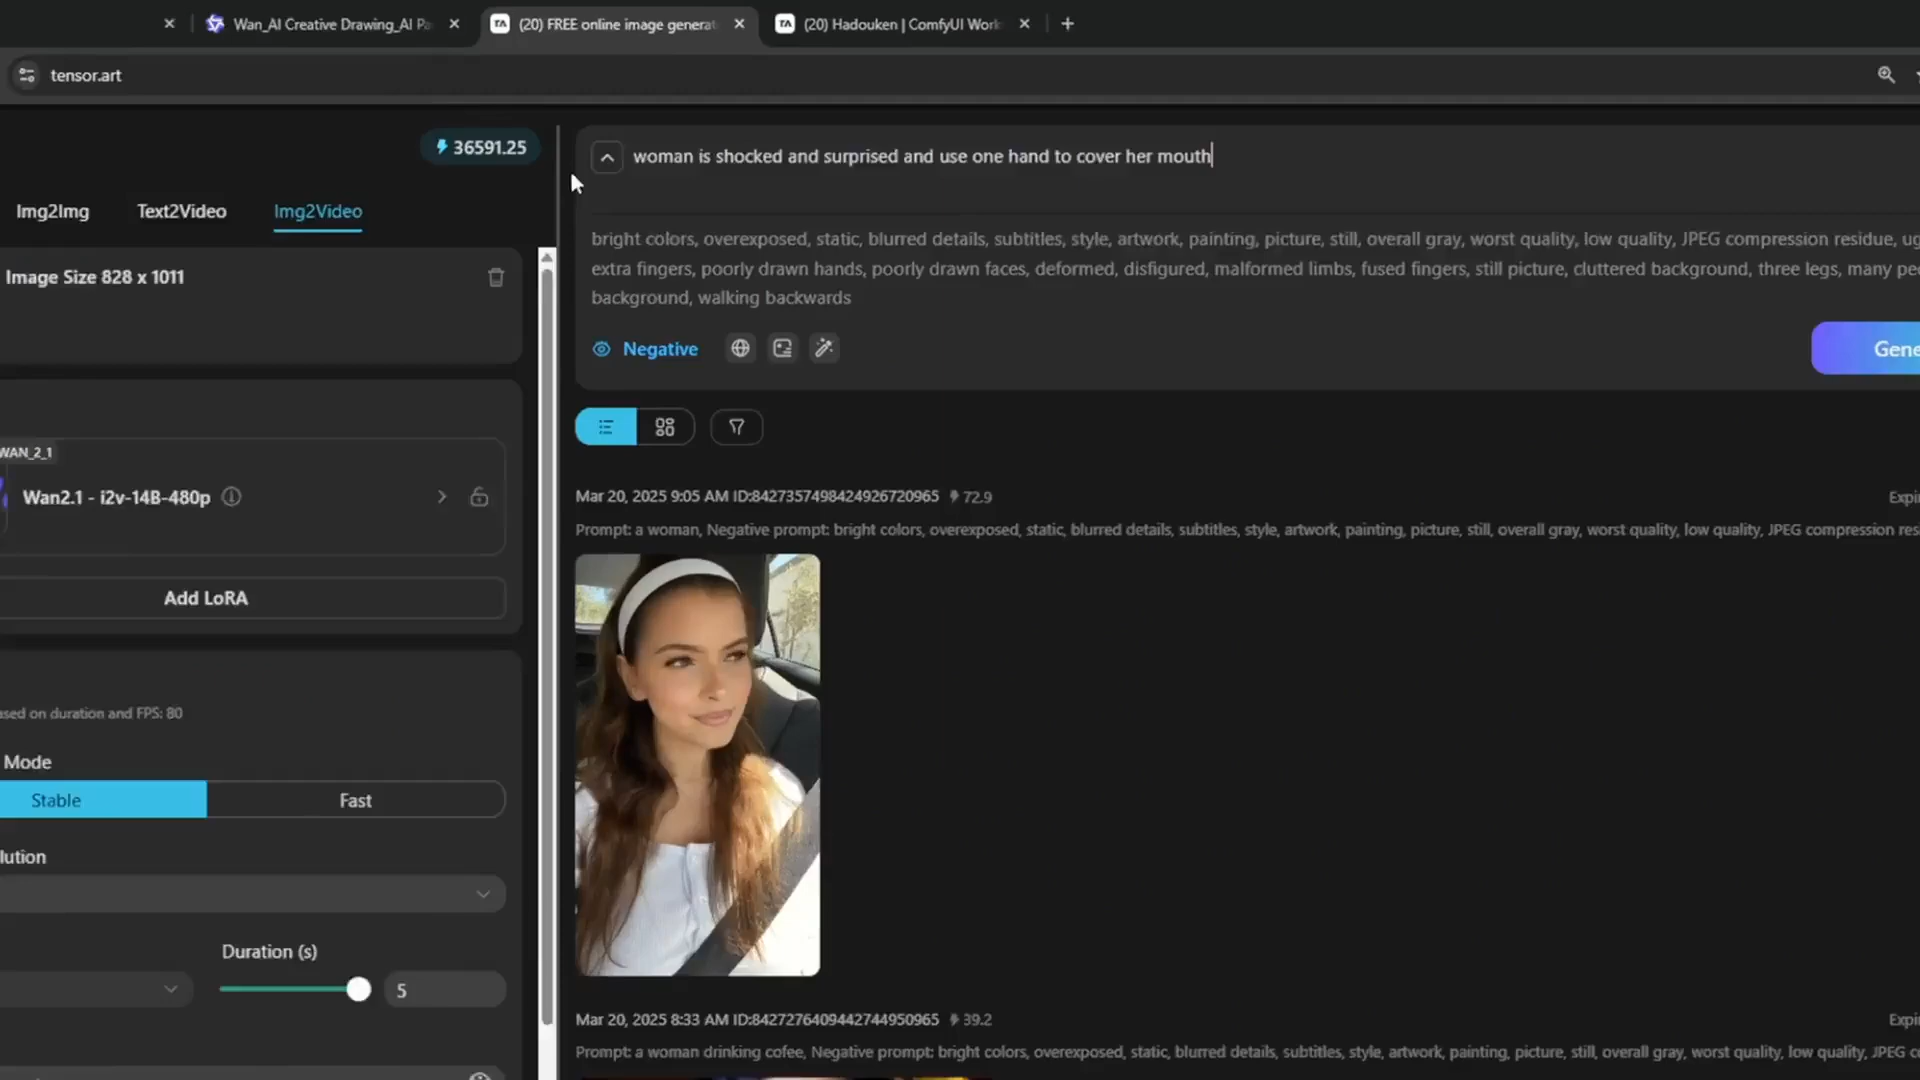 Wan_AI Creative Drawing_AI Pa
(20) FREE online image generat
(20) Hadouken | ComfyUI Work
tensor.art
36591.25
Img2Img
Text2Video
Img2Video
Image Size 828 x 1011
WAN_2_1
Wan2.1 - i2v-14B-480p
Add LoRA
ased on duration and FPS: 80
Mode
Stable
Fast
lution
Duration (s)
5
woman is shocked and surprised and use one hand to cover her mouth
bright colors, overexposed, static, blurred details, subtitles, style, artwork, painting, picture, still, overall gray, worst quality, low quality, JPEG compression residue, ug
extra fingers, poorly drawn hands, poorly drawn faces, deformed, disfigured, malformed limbs, fused fingers, still picture, cluttered background, three legs, many peo
background, walking backwards
Negative
Gene
Mar 20, 2025 9:05 AM ID:842735749842492672​0965 72.9
Expir
Prompt: a woman, Negative prompt: bright colors, overexposed, static, blurred details, subtitles, style, artwork, painting, picture, still, overall gray, worst quality, low quality, JPEG compression res
Mar 20, 2025 8:33 AM ID:8427276409442744950965 39.2
Expir
Prompt: a woman drinking cofee, Negative prompt: bright colors, overexposed, static, blurred details, subtitles, style, artwork, painting, picture, still, overall gray, worst quality, low quality, JPEG co